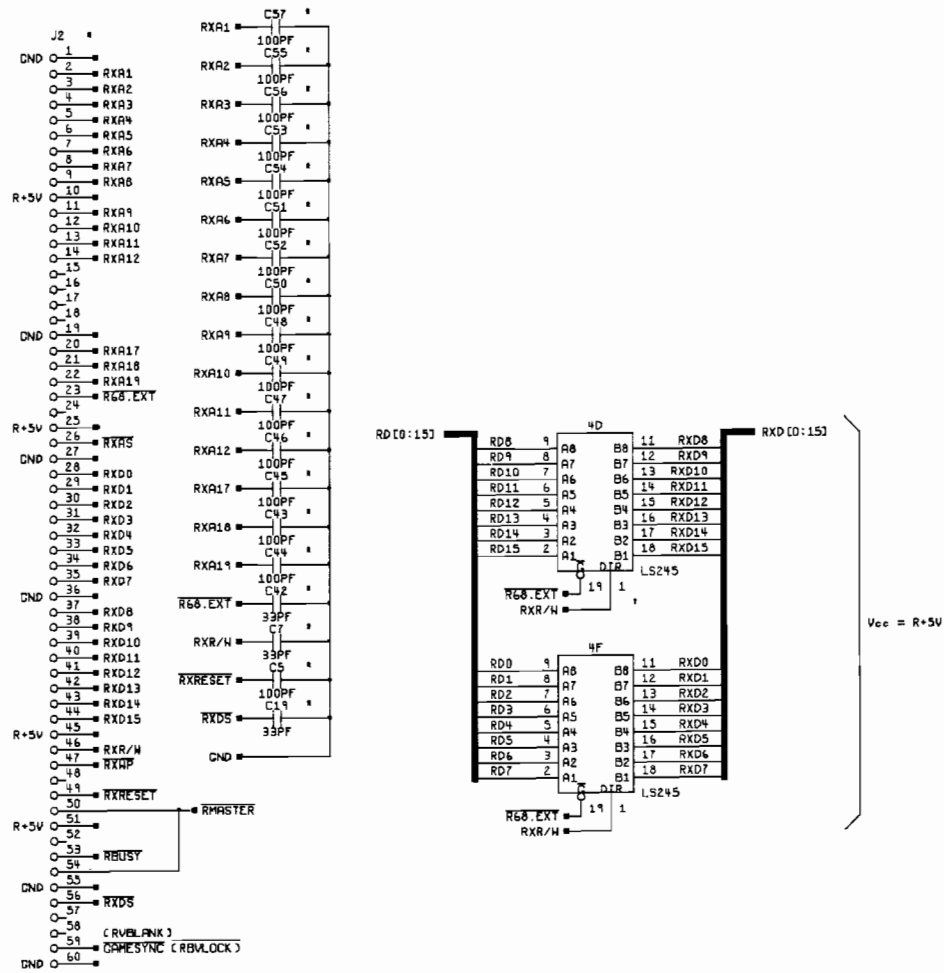 J2
GND 1
2 RXA1
3 RXA2
4 RXA3
5 RXA4
6 RXA5
7 RXA6
8 RXA7
9 RXA8
R+5V 10
11 RXA9
12 RXA10
13 RXA11
14 RXA12
15
16
17
18
GND 19
20 RXA17
21 RXA18
22 RXA19
23 R68.EXT
24
R+5V 25
26 RXAS
GND 27
28 RXD0
29 RXD1
30 RXD2
31 RXD3
32 RXD4
33 RXD5
34 RXD6
35 RXD7
GND 36
37 RXD8
38 RXD9
39 RXD10
40 RXD11
41 RXD12
42 RXD13
43 RXD14
44 RXD15
R+5V 45
46 RXR/W
47 RXWP
48
49 RXRESET
50 RMASTER
R+5V 51
52
53 RBUSY
54
GND 55
56 RXDS
57
58 (RVBLANK)
59 GAMESYNC (RBVLOCK)
GND 60
C57
RXA1
100PF
C55
RXA2
100PF
C56
RXA3
100PF
C53
RXA4
100PF
C54
RXA5
100PF
C51
RXA6
100PF
C52
RXA7
100PF
C50
RXA8
100PF
C48
RXA9
100PF
C49
RXA10
100PF
C47
RXA11
100PF
C46
RXA12
100PF
C45
RXA17
100PF
C43
RXA18
100PF
C44
RXA19
100PF
C42
R68.EXT
33PF
C7
RXR/W
33PF
C5
RXRESET
100PF
C19
RXDS
33PF
GND
RD[0:15] 4D RXD[0:15]
RD8 9 A8 B8 11 RXD8
RD9 8 A7 B7 12 RXD9
RD10 7 A6 B6 13 RXD10
RD11 6 A5 B5 14 RXD11
RD12 5 A4 B4 15 RXD12
RD13 4 A3 B3 16 RXD13
RD14 3 A2 B2 17 RXD14
RD15 2 A1 B1 18 RXD15
G DIR LS245
R68.EXT 19 1
RXR/W
Vcc = R+5V
4F
RD0 9 A8 B8 11 RXD0
RD1 8 A7 B7 12 RXD1
RD2 7 A6 B6 13 RXD2
RD3 6 A5 B5 14 RXD3
RD4 5 A4 B4 15 RXD4
RD5 4 A3 B3 16 RXD5
RD6 3 A2 B2 17 RXD6
RD7 2 A1 B1 18 RXD7
G DIR LS245
R68.EXT 19 1
RXR/W